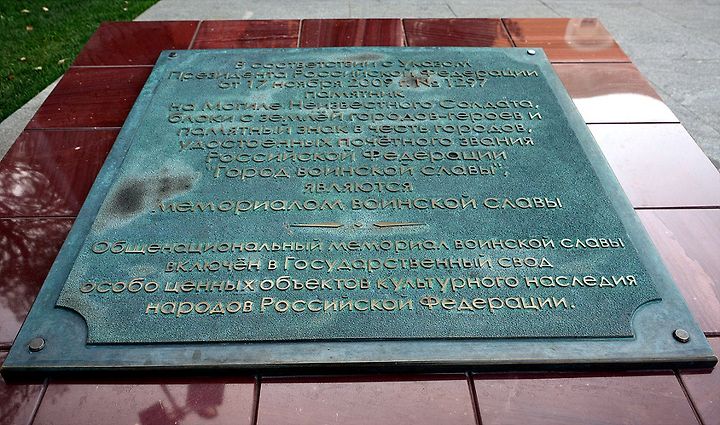 В соответствии с Указом
Президента Российской Федерации
от 17 ноября 2009 г. № 1297
памятник
на Могиле Неизвестного Солдата,
блоки с землёй городов-героев и
памятный знак в честь городов,
удостоенных почётного звания
Российской Федерации
"Город воинской славы",
являются
Мемориалом воинской славы
Общенациональный мемориал воинской славы
включён в Государственный свод
особо ценных объектов культурного наследия
народов Российской Федерации.